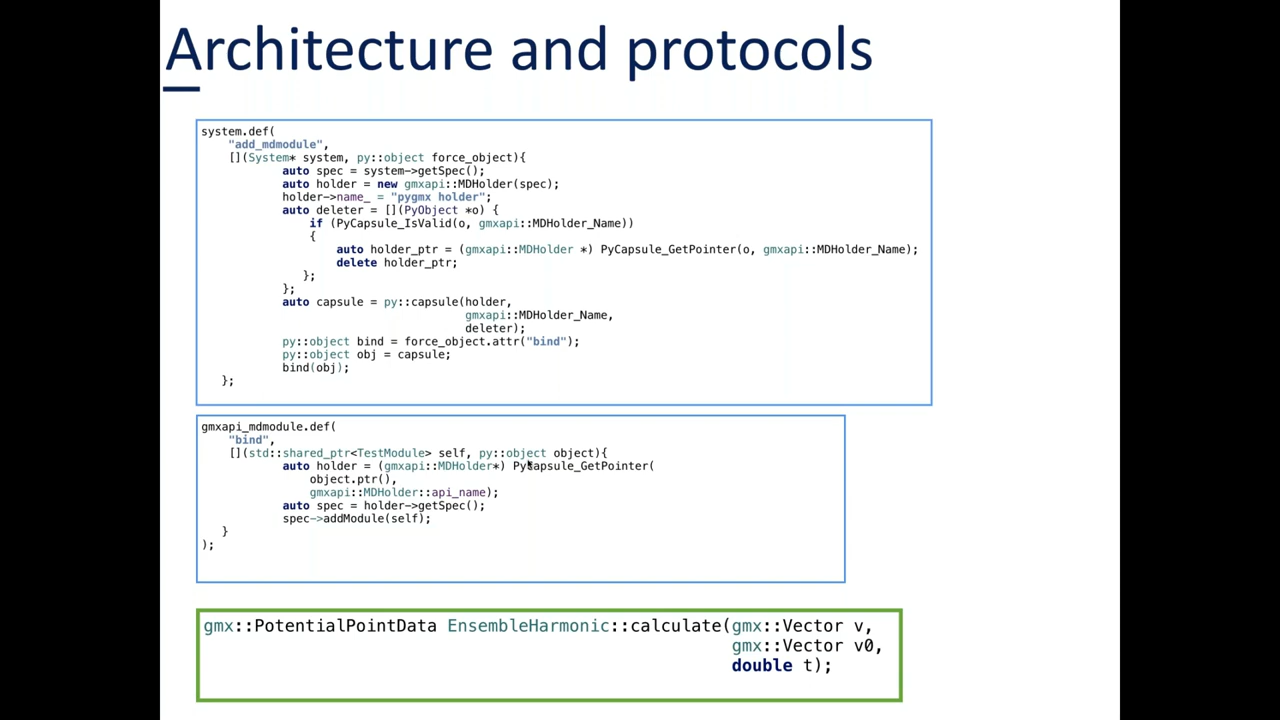 Architecture and protocols
system.def(
"add_mdmodule",
[](System* system, py::object force_object){
auto spec = system->getSpec();
auto holder = new gmxapi::MDHolder(spec);
holder->name_ = "pygmx holder";
auto deleter = [](PyObject *o) {
if (PyCapsule_IsValid(o, gmxapi::MDHolder_Name))
{
auto holder_ptr = (gmxapi::MDHolder *) PyCapsule_GetPointer(o, gmxapi::MDHolder_Name);
delete holder_ptr;
};
};
auto capsule = py::capsule(holder,
gmxapi::MDHolder_Name,
deleter);
py::object bind = force_object.attr("bind");
py::object obj = capsule;
bind(obj);
};
gmxapi_mdmodule.def(
"bind",
[](std::shared_ptr<TestModule> self, py::object object){
auto holder = (gmxapi::MDHolder*) PyCapsule_GetPointer(
object.ptr(),
gmxapi::MDHolder::api_name);
auto spec = holder->getSpec();
spec->addModule(self);
}
);
gmx::PotentialPointData EnsembleHarmonic::calculate(gmx::Vector v,
gmx::Vector v0,
double t);